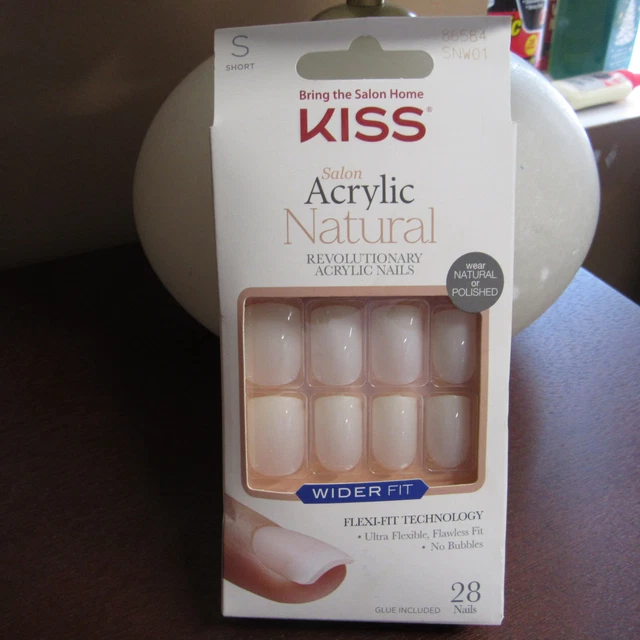 S
SHORT
86584
SNW01
Bring the Salon Home
KISS®
Salon
Acrylic
Natural
REVOLUTIONARY
ACRYLIC NAILS
wear
NATURAL
or
POLISHED
WIDER FIT
FLEXI-FIT TECHNOLOGY
• Ultra Flexible, Flawless Fit
• No Bubbles
GLUE INCLUDED
28
Nails